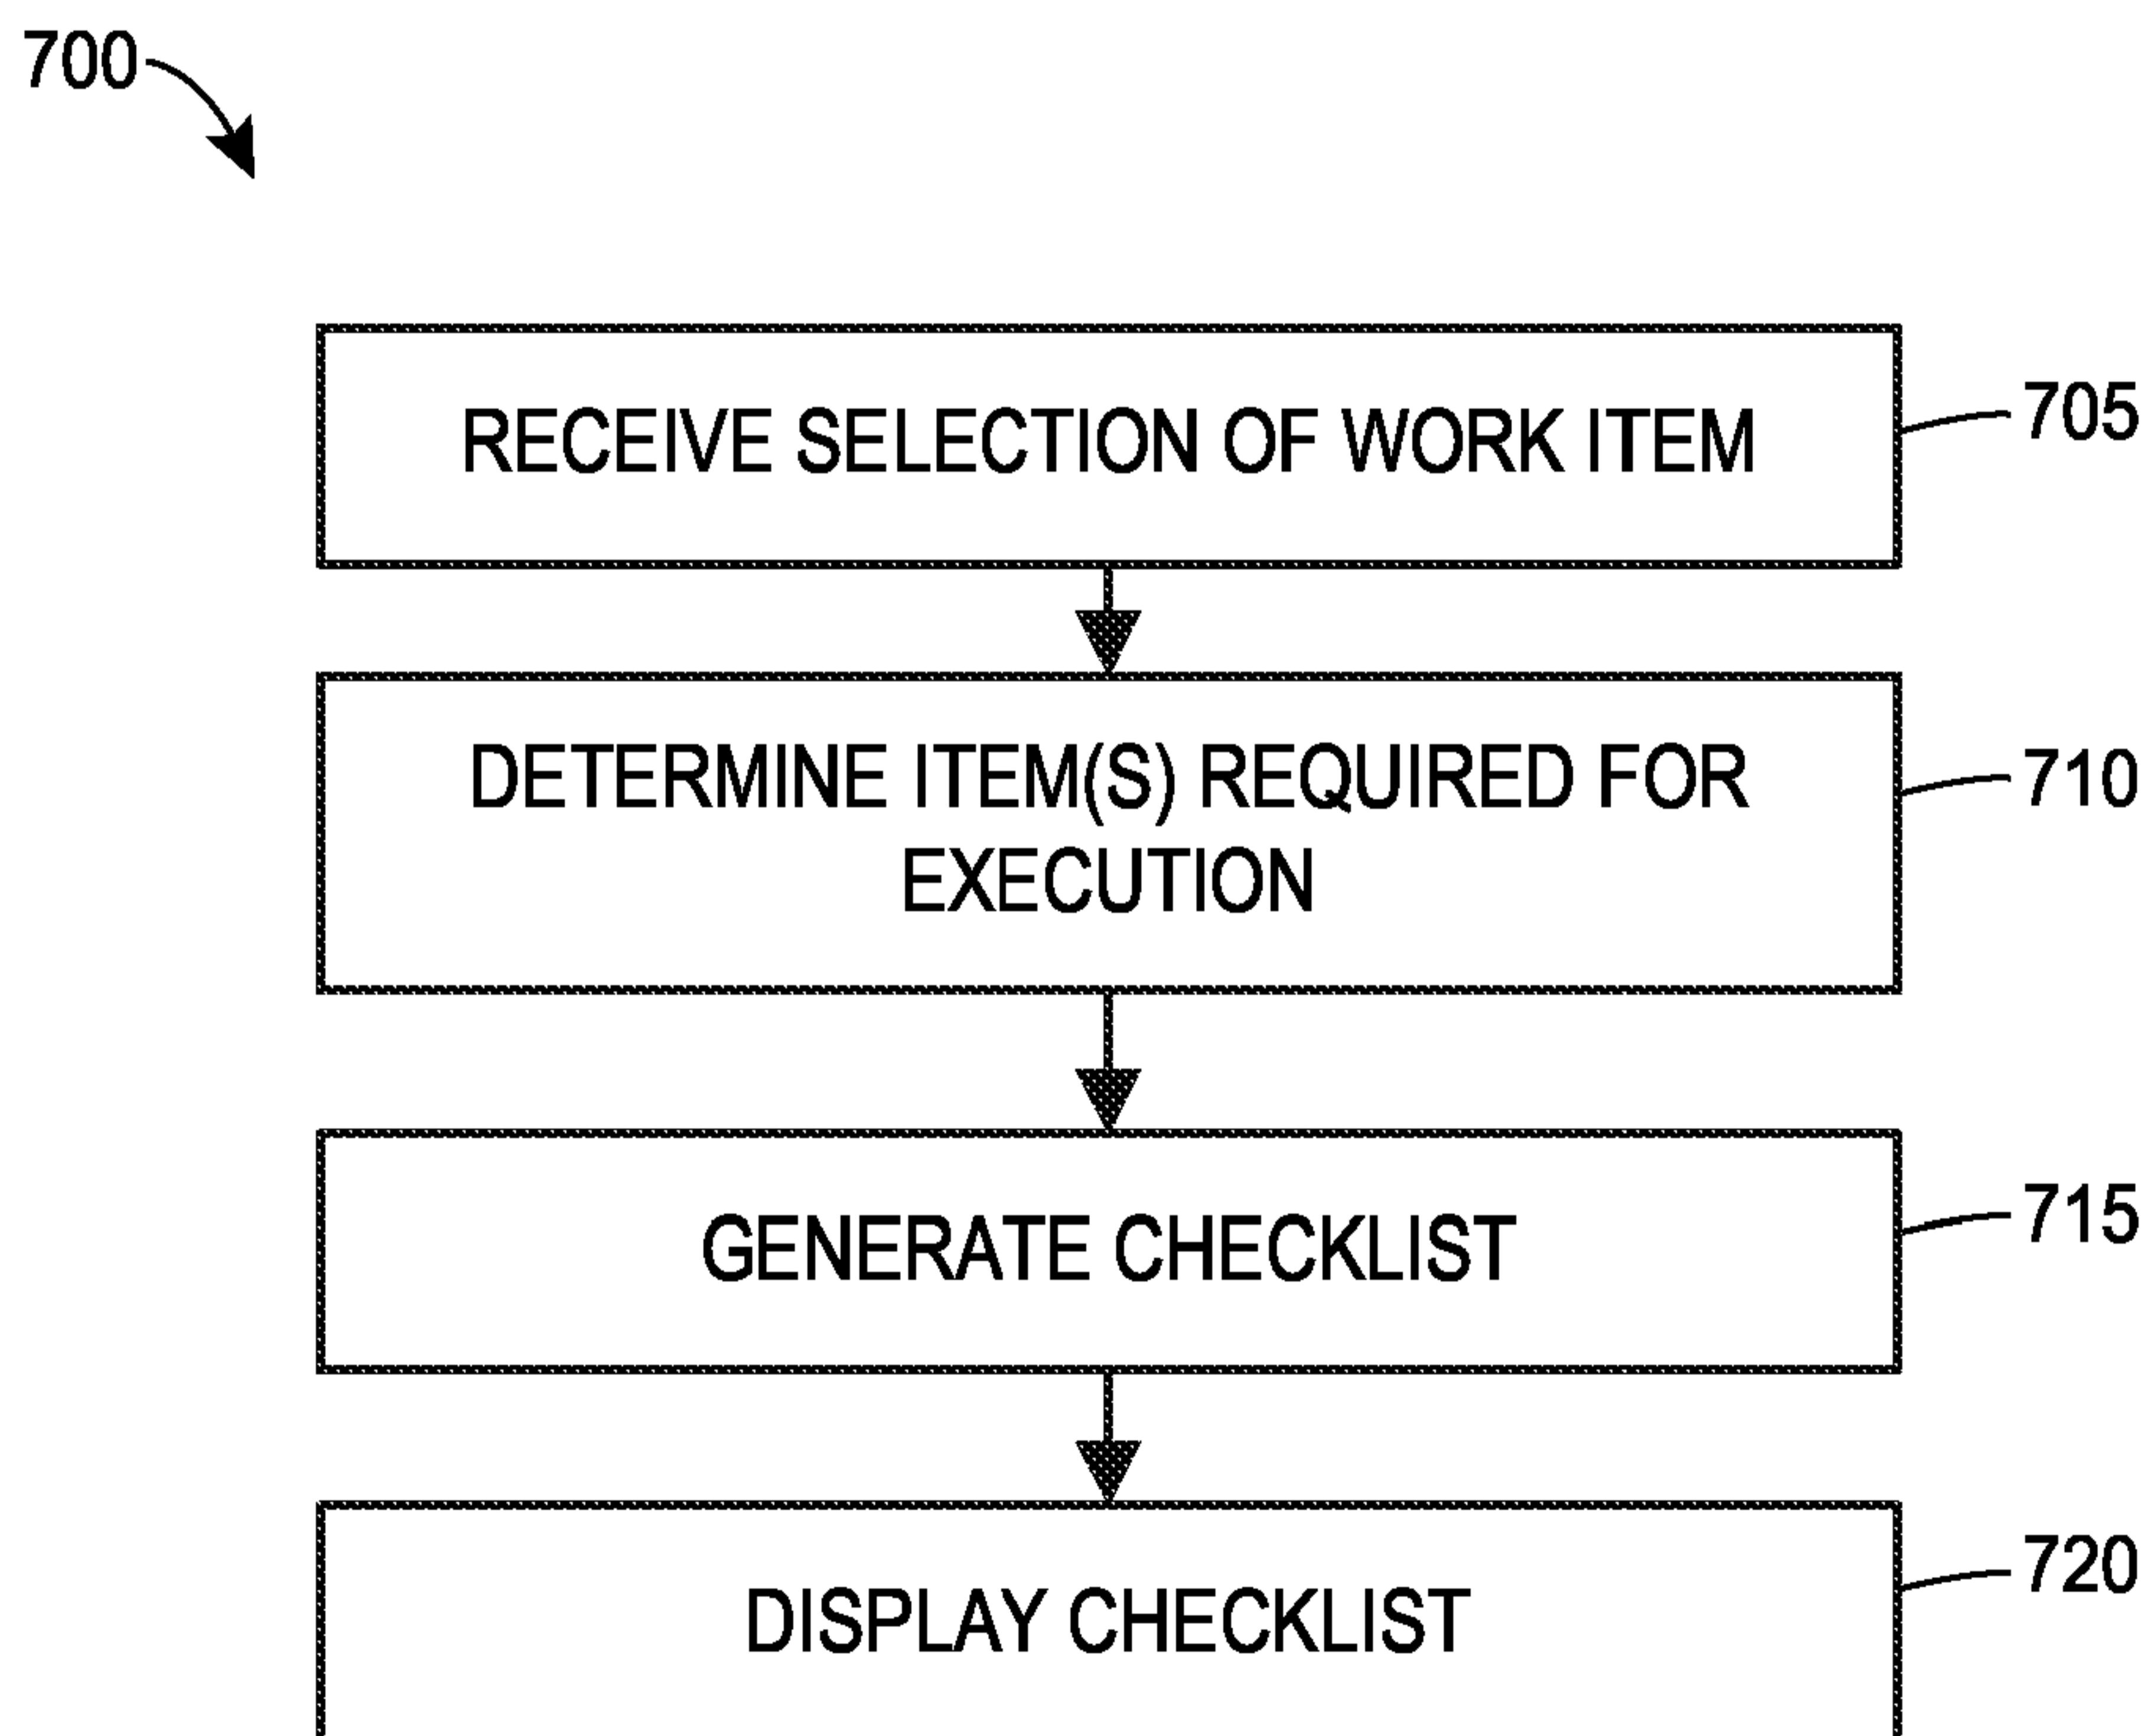 700
RECEIVE SELECTION OF WORK ITEM
705
DETERMINE ITEM(S) REQUIRED FOR
EXECUTION
710
GENERATE CHECKLIST
715
DISPLAY CHECKLIST
720